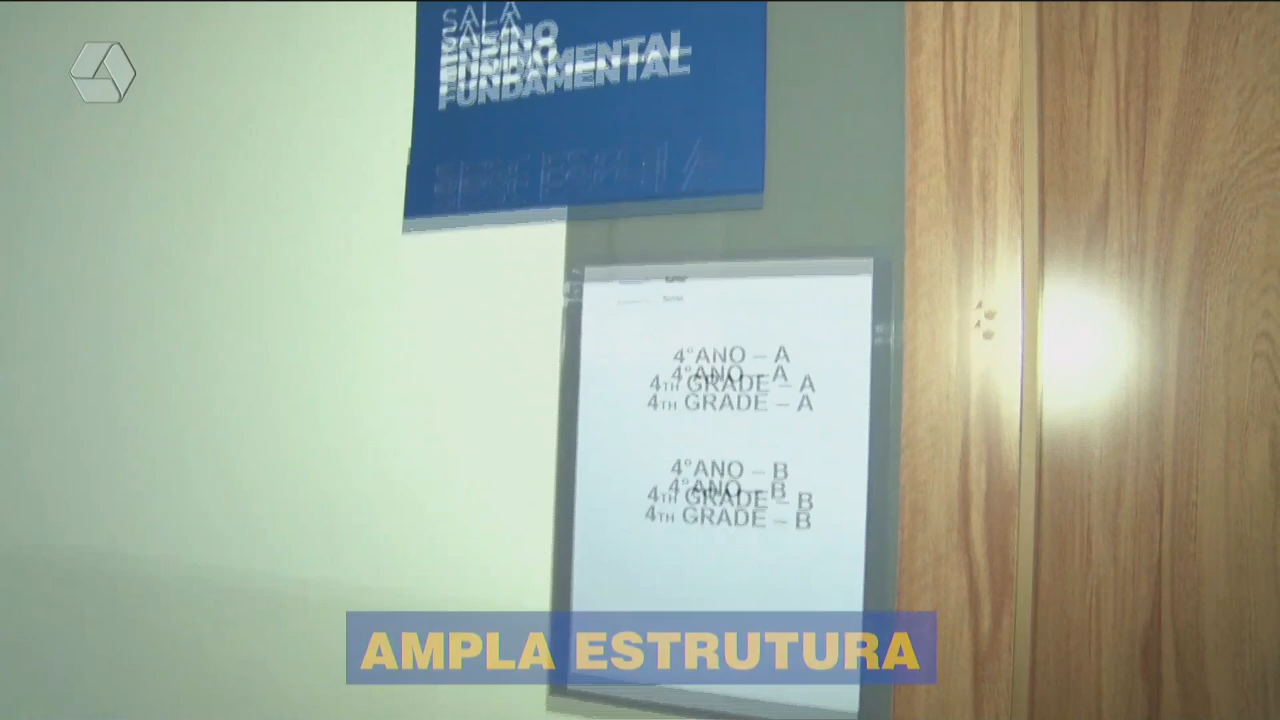 SALA
ENSINO
FUNDAMENTAL
4°ANO – A
4TH GRADE – A
4°ANO – B
4TH GRADE – B
AMPLA ESTRUTURA